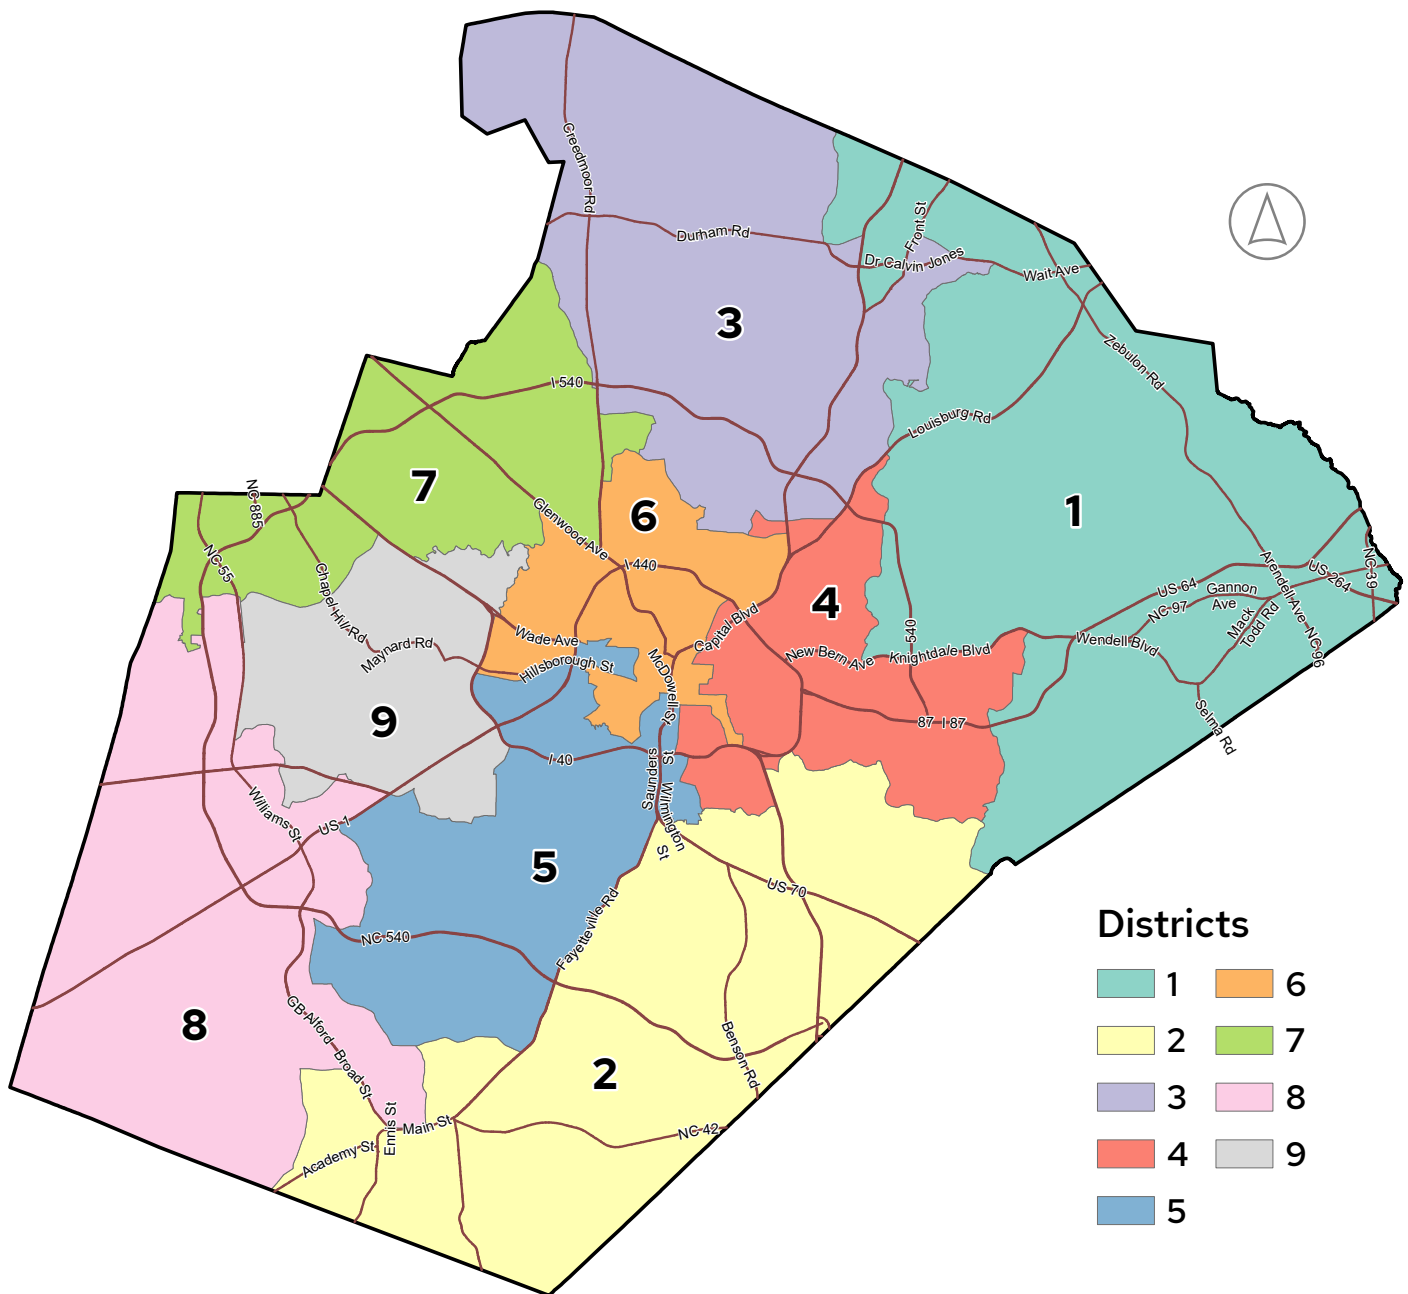 Creedmoor Rd
Durham Rd
Front St
Dr Calvin Jones
Wait Ave
3
Zebulon Rd
I 540
Louisburg Rd
7
NC 885
6
1
Glenwood Ave
NC 55
I 440
Chapel Hill Rd
4
US 64
Gannon
Ave
US 264
NC 39
Arendell Ave
NC 97
Mack
Todd Rd
540
Maynard Rd
Wade Ave
Hillsborough St
Capital Blvd
McDowell St
New Bern Ave
Knightdale Blvd
Wendell Blvd
NC 96
9
87
I 87
Selma Rd
I 40
Saunders
St
Wilmington
St
Williams St
US 1
5
US 70
Fayetteville Rd
NC 540
8
GB Alford
Broad St
Benson Rd
2
Ennis St
Main St
Academy St
NC 42
Districts
1
2
3
4
5
6
7
8
9